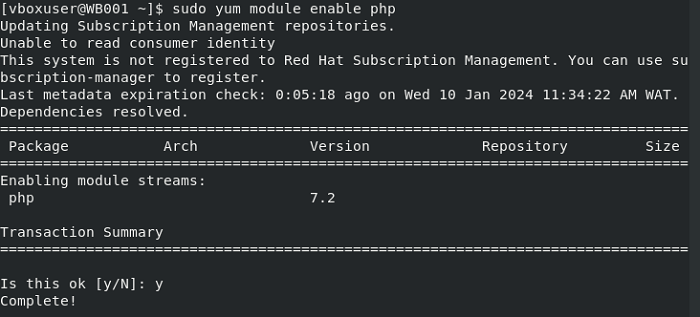 [vboxuser@WB001 ~]$ sudo yum module enable php
Updating Subscription Management repositories.
Unable to read consumer identity
This system is not registered to Red Hat Subscription Management. You can use su
bscription-manager to register.
Last metadata expiration check: 0:05:18 ago on Wed 10 Jan 2024 11:34:22 AM WAT.
Dependencies resolved.
================================================================================
 Package           Arch             Version             Repository         Size
================================================================================
Enabling module streams:
 php                                7.2

Transaction Summary
================================================================================

Is this ok [y/N]: y
Complete!